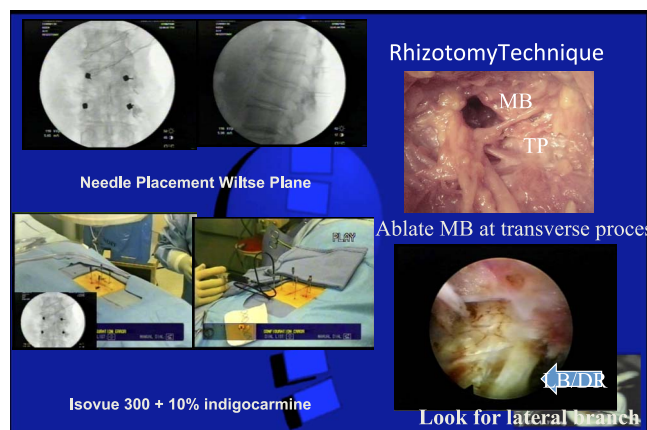 RhizotomyTechnique
MB
TP
Needle Placement Wiltse Plane
Ablate MB at transverse proces
Isovue 300 + 10% indigocarmine
LB/DR
Look for lateral branch